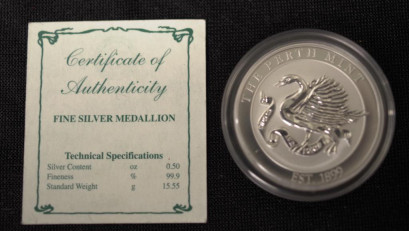 Certificate of
Authenticity
FINE SILVER MEDALLION
Technical Specifications
Silver Content oz 0.50
Fineness % 99.9
Standard Weight g 15.55
THE PERTH MINT
EST. 1899